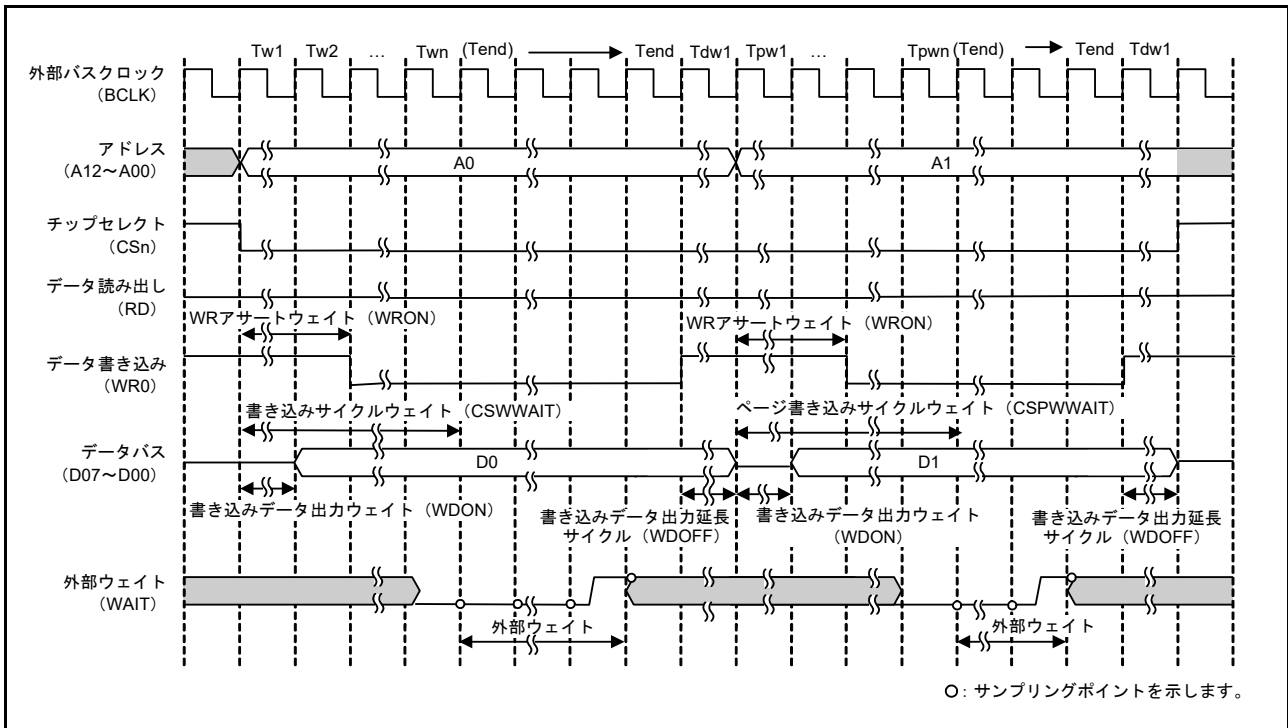 Tw1 Tw2 … Twn (Tend) Tend Tdw1 Tpw1 … Tpwn (Tend) Tend Tdw1
外部バスクロック
(BCLK)
アドレス
(A12～A00)
A0 A1
チップセレクト
(CSn)
データ読み出し
(RD)
WRアサートウェイト (WRON) WRアサートウェイト (WRON)
データ書き込み
(WR0)
書き込みサイクルウェイト (CSWWAIT) ページ書き込みサイクルウェイト (CSPWWAIT)
データバス
(D07～D00)
D0 D1
書き込みデータ出力ウェイト (WDON)
書き込みデータ出力延長
サイクル (WDOFF)
書き込みデータ出力ウェイト
(WDON)
書き込みデータ出力延長
サイクル (WDOFF)
外部ウェイト
(WAIT)
外部ウェイト 外部ウェイト
O: サンプリングポイントを示します。